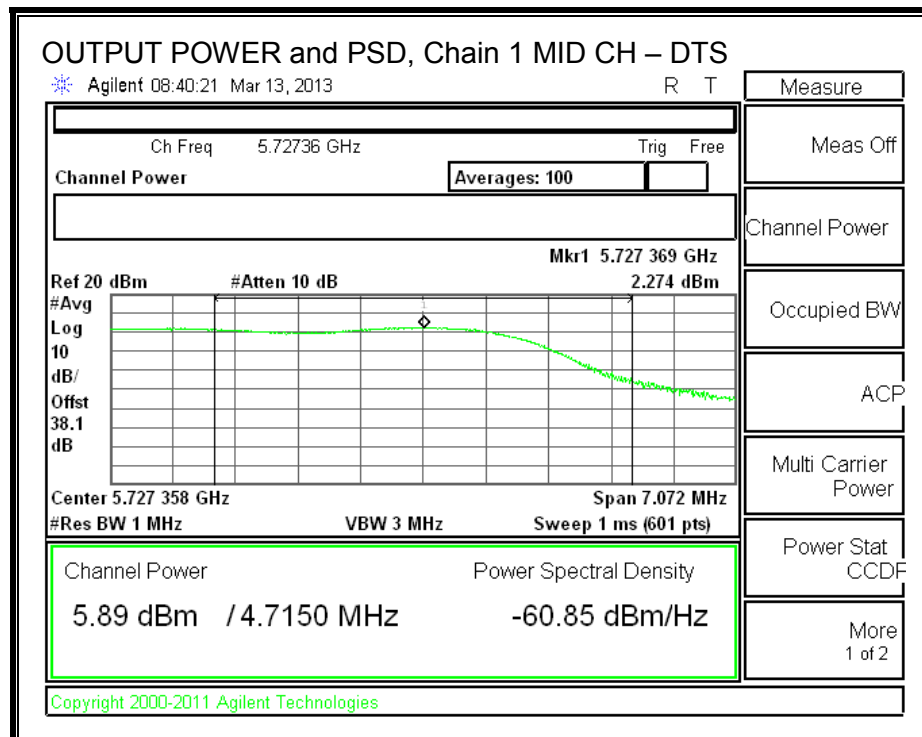 OUTPUT POWER and PSD, Chain 1 MID CH – DTS
Agilent 08:40:21 Mar 13, 2013 R T
Measure
Ch Freq 5.72736 GHz Trig Free
Meas Off
Channel Power Averages: 100
Channel Power
Mkr1 5.727 369 GHz
Ref 20 dBm #Atten 10 dB 2.274 dBm
#Avg
Log
10
dB/
Offst
38.1
dB
1
Occupied BW
ACP
Multi Carrier
Power
Center 5.727 358 GHz Span 7.072 MHz
#Res BW 1 MHz VBW 3 MHz Sweep 1 ms (601 pts)
Power Stat
CCDF
Channel Power Power Spectral Density
5.89 dBm / 4.7150 MHz -60.85 dBm/Hz
More
1 of 2
Copyright 2000-2011 Agilent Technologies